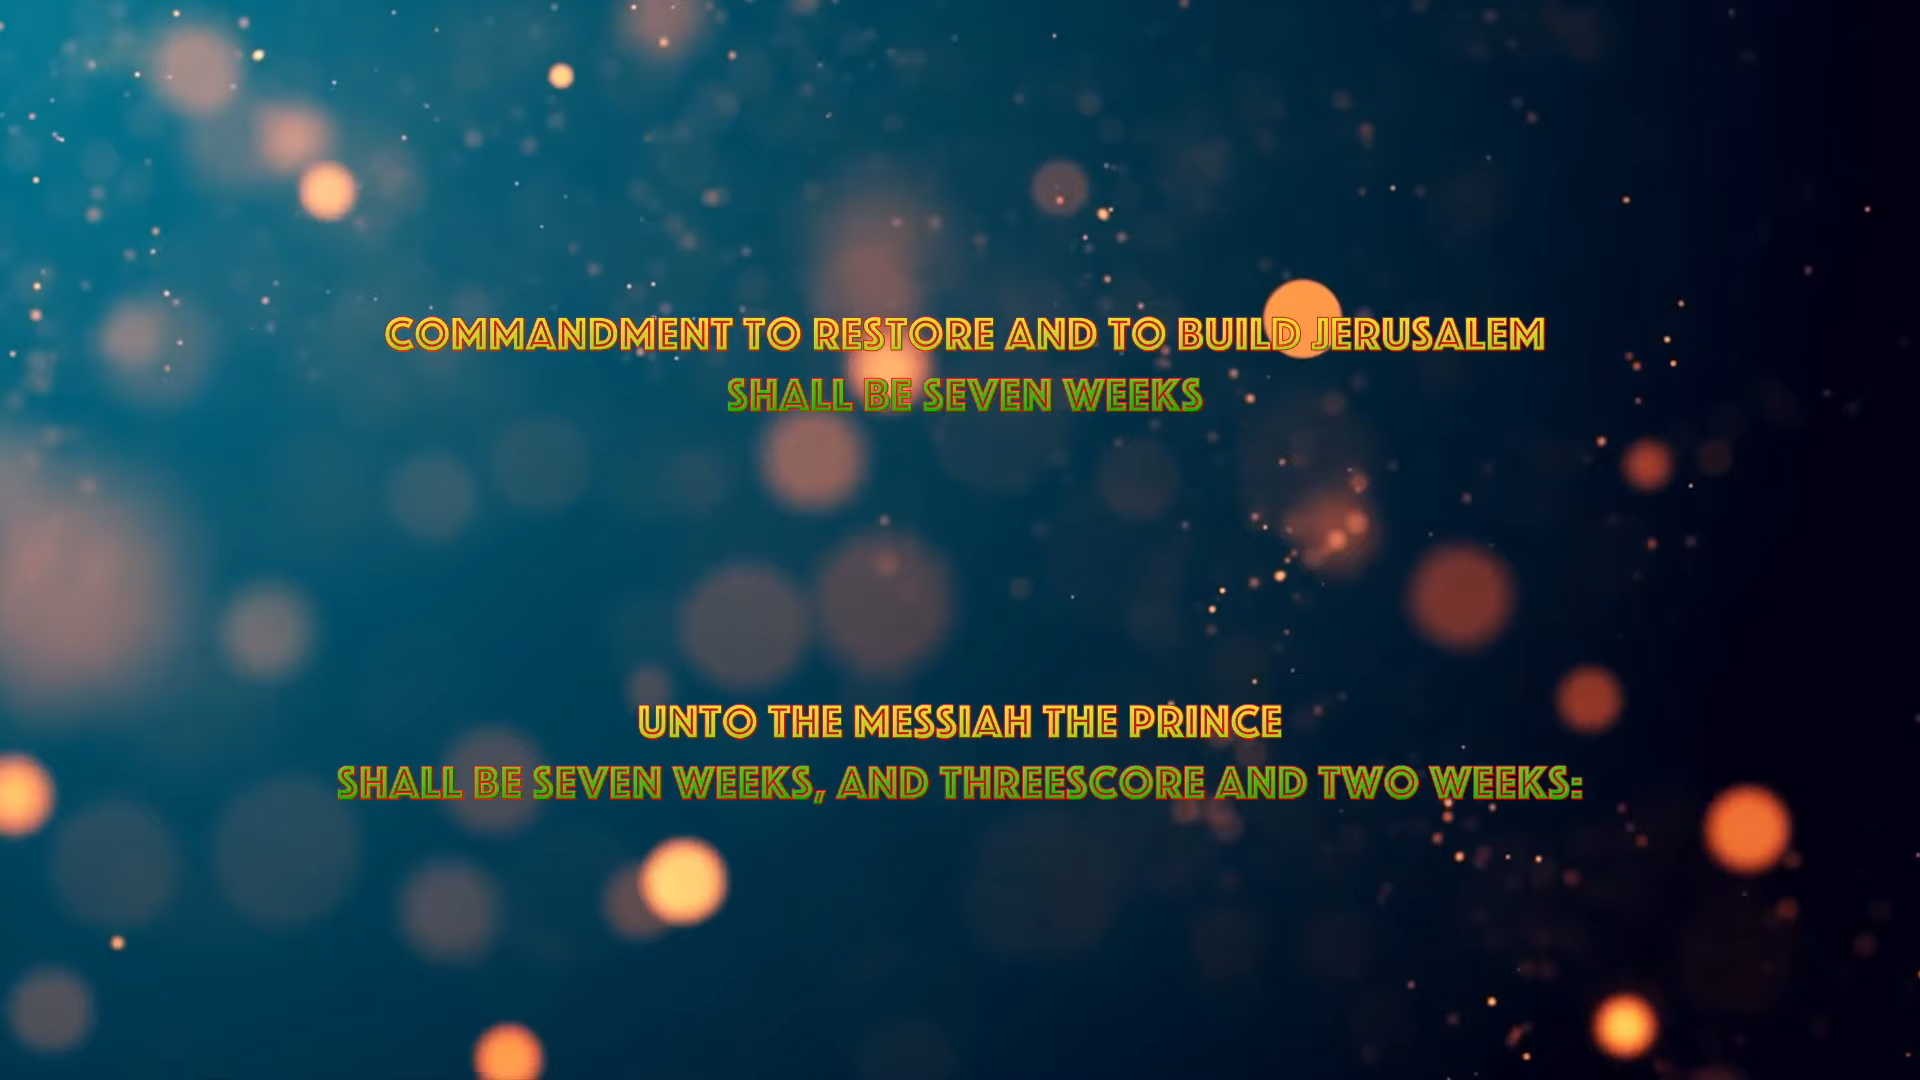 COMMANDMENT TO RESTORE AND TO BUILD JERUSALEM
SHALL BE SEVEN WEEKS
UNTO THE MESSIAH THE PRINCE
SHALL BE SEVEN WEEKS, AND THREESCORE AND TWO WEEKS: